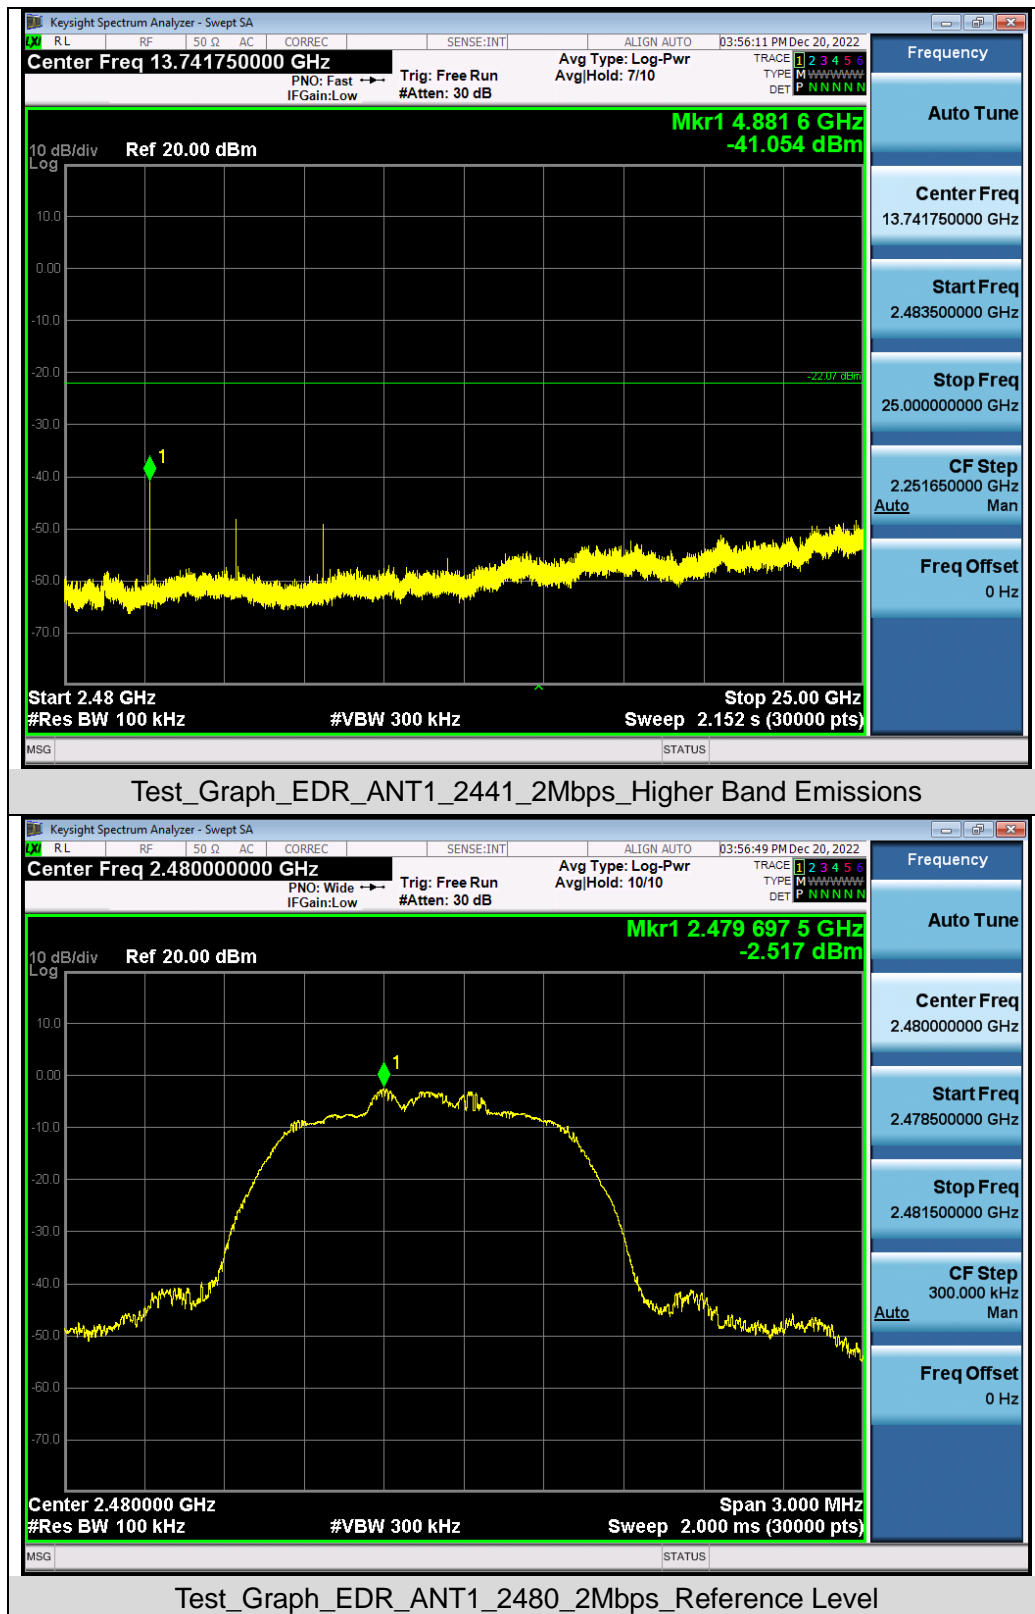 Keysight Spectrum Analyzer - Swept SA
LXI RL RF 50 Ω AC CORREC SENSE:INT ALIGN AUTO 03:56:11 PM Dec 20, 2022
Center Freq 13.741750000 GHz
PNO: Fast
IFGain:Low
Trig: Free Run
#Atten: 30 dB
Avg Type: Log-Pwr
Avg|Hold: 7/10
TRACE 1 2 3 4 5 6
TYPE M W W W W W
DET P N N N N N
Mkr1 4.881 6 GHz
-41.054 dBm
10 dB/div
Log
Ref 20.00 dBm
10.0
0.00
-10.0
-20.0
-22.07 dBm
-30.0
1
-40.0
-50.0
-60.0
-70.0
Start 2.48 GHz
Stop 25.00 GHz
#Res BW 100 kHz
#VBW 300 kHz
Sweep 2.152 s (30000 pts)
MSG
STATUS
Frequency
Auto Tune
Center Freq
13.741750000 GHz
Start Freq
2.483500000 GHz
Stop Freq
25.000000000 GHz
CF Step
2.251650000 GHz
Auto Man
Freq Offset
0 Hz
Test_Graph_EDR_ANT1_2441_2Mbps_Higher Band Emissions
Keysight Spectrum Analyzer - Swept SA
LXI RL RF 50 Ω AC CORREC SENSE:INT ALIGN AUTO 03:56:49 PM Dec 20, 2022
Center Freq 2.480000000 GHz
PNO: Wide
IFGain:Low
Trig: Free Run
#Atten: 30 dB
Avg Type: Log-Pwr
Avg|Hold: 10/10
TRACE 1 2 3 4 5 6
TYPE M W W W W W
DET P N N N N N
Mkr1 2.479 697 5 GHz
-2.517 dBm
10 dB/div
Log
Ref 20.00 dBm
10.0
0.00
1
-10.0
-20.0
-30.0
-40.0
-50.0
-60.0
-70.0
Center 2.480000 GHz
Span 3.000 MHz
#Res BW 100 kHz
#VBW 300 kHz
Sweep 2.000 ms (30000 pts)
MSG
STATUS
Frequency
Auto Tune
Center Freq
2.480000000 GHz
Start Freq
2.478500000 GHz
Stop Freq
2.481500000 GHz
CF Step
300.000 kHz
Auto Man
Freq Offset
0 Hz
Test_Graph_EDR_ANT1_2480_2Mbps_Reference Level